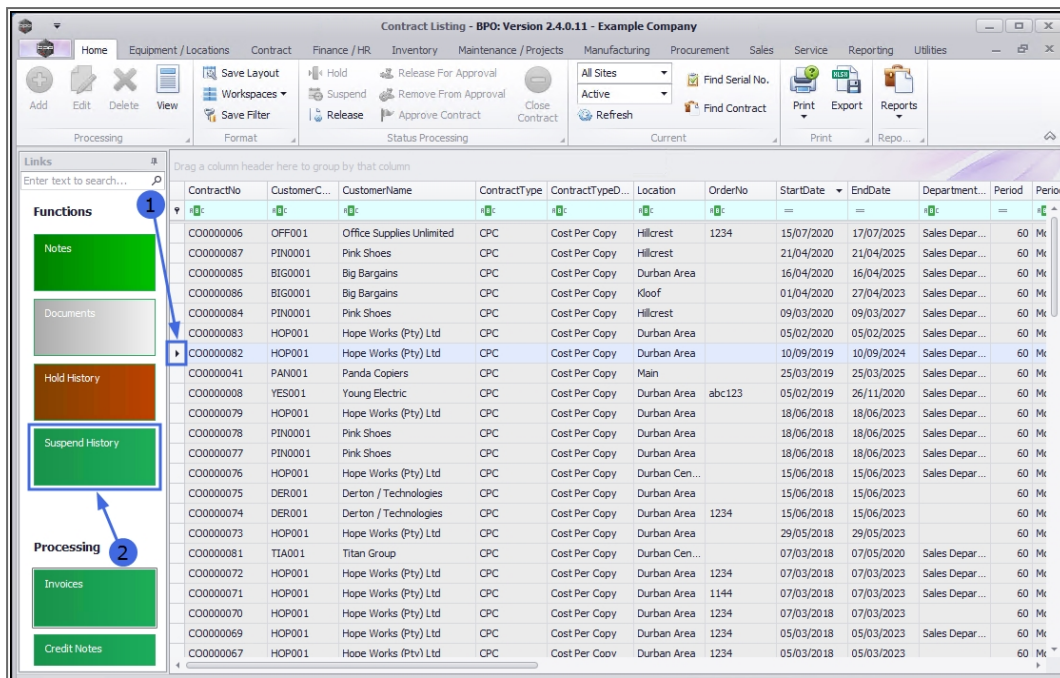 Contract Listing - BPO: Version 2.4.0.11 - Example Company
Home Equipment / Locations Contract Finance / HR Inventory Maintenance / Projects Manufacturing Procurement Sales Service Reporting Utilities
Add Edit Delete View
Processing
Save Layout
Workspaces
Save Filter
Format
Hold Release For Approval
Suspend Remove From Approval
Release Approve Contract
Close Contract
Status Processing
All Sites
Active
Refresh
Find Serial No.
Find Contract
Current
Print Export
Print
Reports
Repo...
Links
Enter text to search...
Functions
Notes
Documents
Hold History
Suspend History
Processing
Invoices
Credit Notes
1
2
Drag a column header here to group by that column
ContractNo CustomerC... CustomerName ContractType ContractTypeD... Location OrderNo StartDate EndDate Department... Period Perio
CO0000006 OFF001 Office Supplies Unlimited CPC Cost Per Copy Hillcrest 1234 15/07/2020 17/07/2025 Sales Depar... 60 Mo
CO0000087 PIN0001 Pink Shoes CPC Cost Per Copy Hillcrest 21/04/2020 21/04/2025 Sales Depar... 60 Mo
CO0000085 BIG0001 Big Bargains CPC Cost Per Copy Durban Area 16/04/2020 16/04/2025 Sales Depar... 60 Mo
CO0000086 BIG0001 Big Bargains CPC Cost Per Copy Kloof 01/04/2020 27/04/2023 Sales Depar... 60 Mo
CO0000084 PIN0001 Pink Shoes CPC Cost Per Copy Hillcrest 09/03/2020 09/03/2027 Sales Depar... 60 Mo
CO0000083 HOP001 Hope Works (Pty) Ltd CPC Cost Per Copy Durban Area 05/02/2020 05/02/2025 Sales Depar... 60 Mo
CO0000082 HOP001 Hope Works (Pty) Ltd CPC Cost Per Copy Durban Area 10/09/2019 10/09/2024 Sales Depar... 60 Mo
CO0000041 PAN001 Panda Copiers CPC Cost Per Copy Main 25/03/2019 25/03/2025 Sales Depar... 60 Mo
CO0000008 YES001 Young Electric CPC Cost Per Copy Durban Area abc123 05/02/2019 26/11/2020 Sales Depar... 60 Mo
CO0000079 HOP001 Hope Works (Pty) Ltd CPC Cost Per Copy Durban Area 18/06/2018 18/06/2023 Sales Depar... 60 Mo
CO0000078 PIN0001 Pink Shoes CPC Cost Per Copy Durban Area 18/06/2018 18/06/2025 Sales Depar... 60 Mo
CO0000077 PIN0001 Pink Shoes CPC Cost Per Copy Durban Area 18/06/2018 18/06/2023 Sales Depar... 60 Mo
CO0000076 HOP001 Hope Works (Pty) Ltd CPC Cost Per Copy Durban Cen... 15/06/2018 15/06/2023 Sales Depar... 60 Mo
CO0000075 DER001 Derton / Technologies CPC Cost Per Copy Durban Area 15/06/2018 15/06/2023 60 Mo
CO0000074 DER001 Derton / Technologies CPC Cost Per Copy Durban Area 1234 15/06/2018 15/06/2023 60 Mo
CO0000073 HOP001 Hope Works (Pty) Ltd CPC Cost Per Copy Durban Area 29/05/2018 29/05/2023 60 Mo
CO0000081 TIA001 Titan Group CPC Cost Per Copy Durban Cen... 07/03/2018 07/05/2020 Sales Depar... 60 Mo
CO0000072 HOP001 Hope Works (Pty) Ltd CPC Cost Per Copy Durban Area 1234 07/03/2018 07/03/2023 Sales Depar... 60 Mo
CO0000071 HOP001 Hope Works (Pty) Ltd CPC Cost Per Copy Durban Area 1144 07/03/2018 07/03/2023 Sales Depar... 60 Mo
CO0000070 HOP001 Hope Works (Pty) Ltd CPC Cost Per Copy Durban Area 1234 07/03/2018 07/03/2023 60 Mo
CO0000069 HOP001 Hope Works (Pty) Ltd CPC Cost Per Copy Durban Area 1234 05/03/2018 05/03/2023 Sales Depar... 60 Mo
CO0000067 HOP001 Hope Works (Pty) Ltd CPC Cost Per Copy Durban Area 1234 05/03/2018 05/03/2023 60 Mo